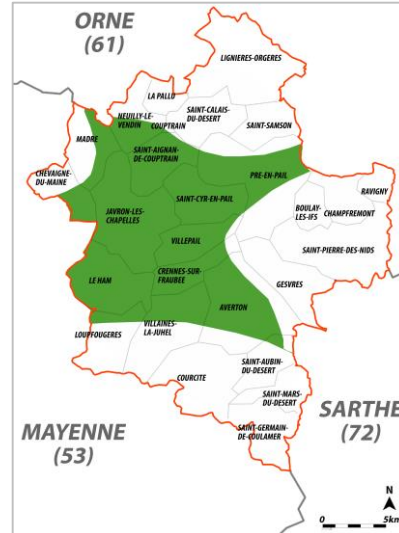 ORNE
(61)
LIGNIERES-ORGERES
LA PALLU
NEUILLY-LE-
VENDIN
COUPTRAIN
SAINT-CALAIS-
DU-DESERT
SAINT-SAMSON
MADRE
SAINT-AIGNAN-
DE-COUPTRAIN
CHEVAIGNE-
DU-MAINE
PRE-EN-PAIL
RAVIGNY
SAINT-CYR-EN-PAIL
BOULAY-
LES-IFS
CHAMPFREMONT
JAVRON-LES-
CHAPELLES
VILLEPAIL
SAINT-PIERRE-DES-NIDS
LE HAM
CRENNES-SUR-
FRAUBEE
GESVRES
AVERTON
LOUPFOUGERES
VILLAINES-
LA-JUHEL
SAINT-AUBIN-
DU-DESERT
COURCITE
SAINT-MARS-
DU-DESERT
SAINT-GERMAIN-
DE-COULAMER
MAYENNE
(53)
SARTHE
(72)
N
0 5km